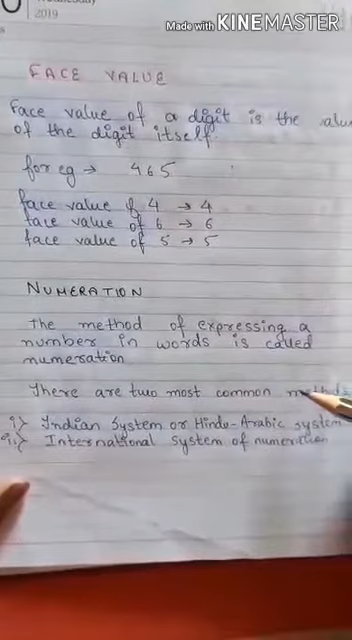 Wednesday
2019
Made with KINEMASTER
FACE VALUE
Face value of a digit is the value
of the digit itself.
for eg → 465
face value of 4 → 4
face value of 6 → 6
face value of 5 → 5
NUMERATION
The method of expressing a
number in words is called
numeration
There are two most common methods
i) Indian System or Hindu-Arabic system
ii) International system of numeration